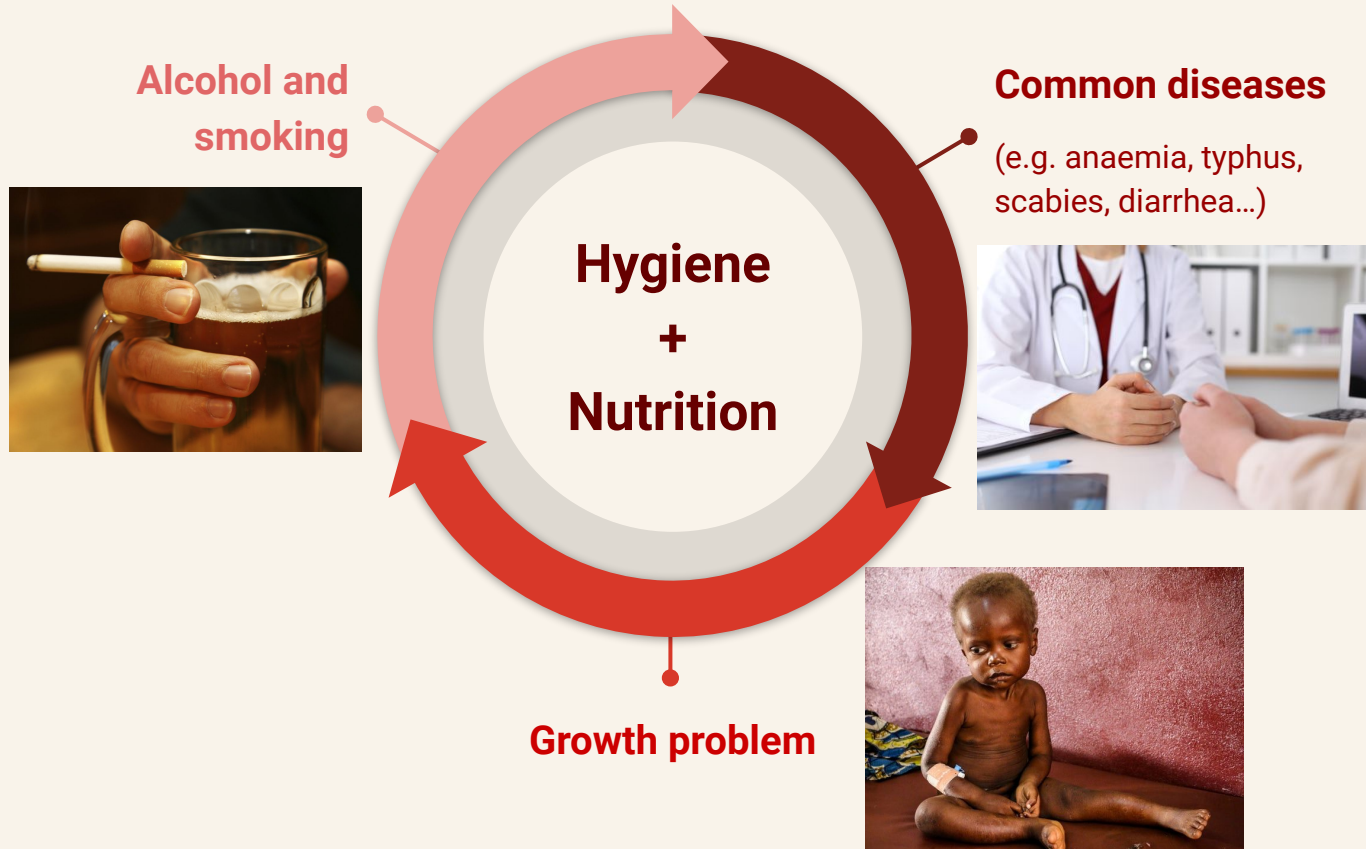 Alcohol and
smoking
Common diseases
(e.g. anaemia, typhus,
scabies, diarrhea...)
Hygiene
+
Nutrition
Growth problem